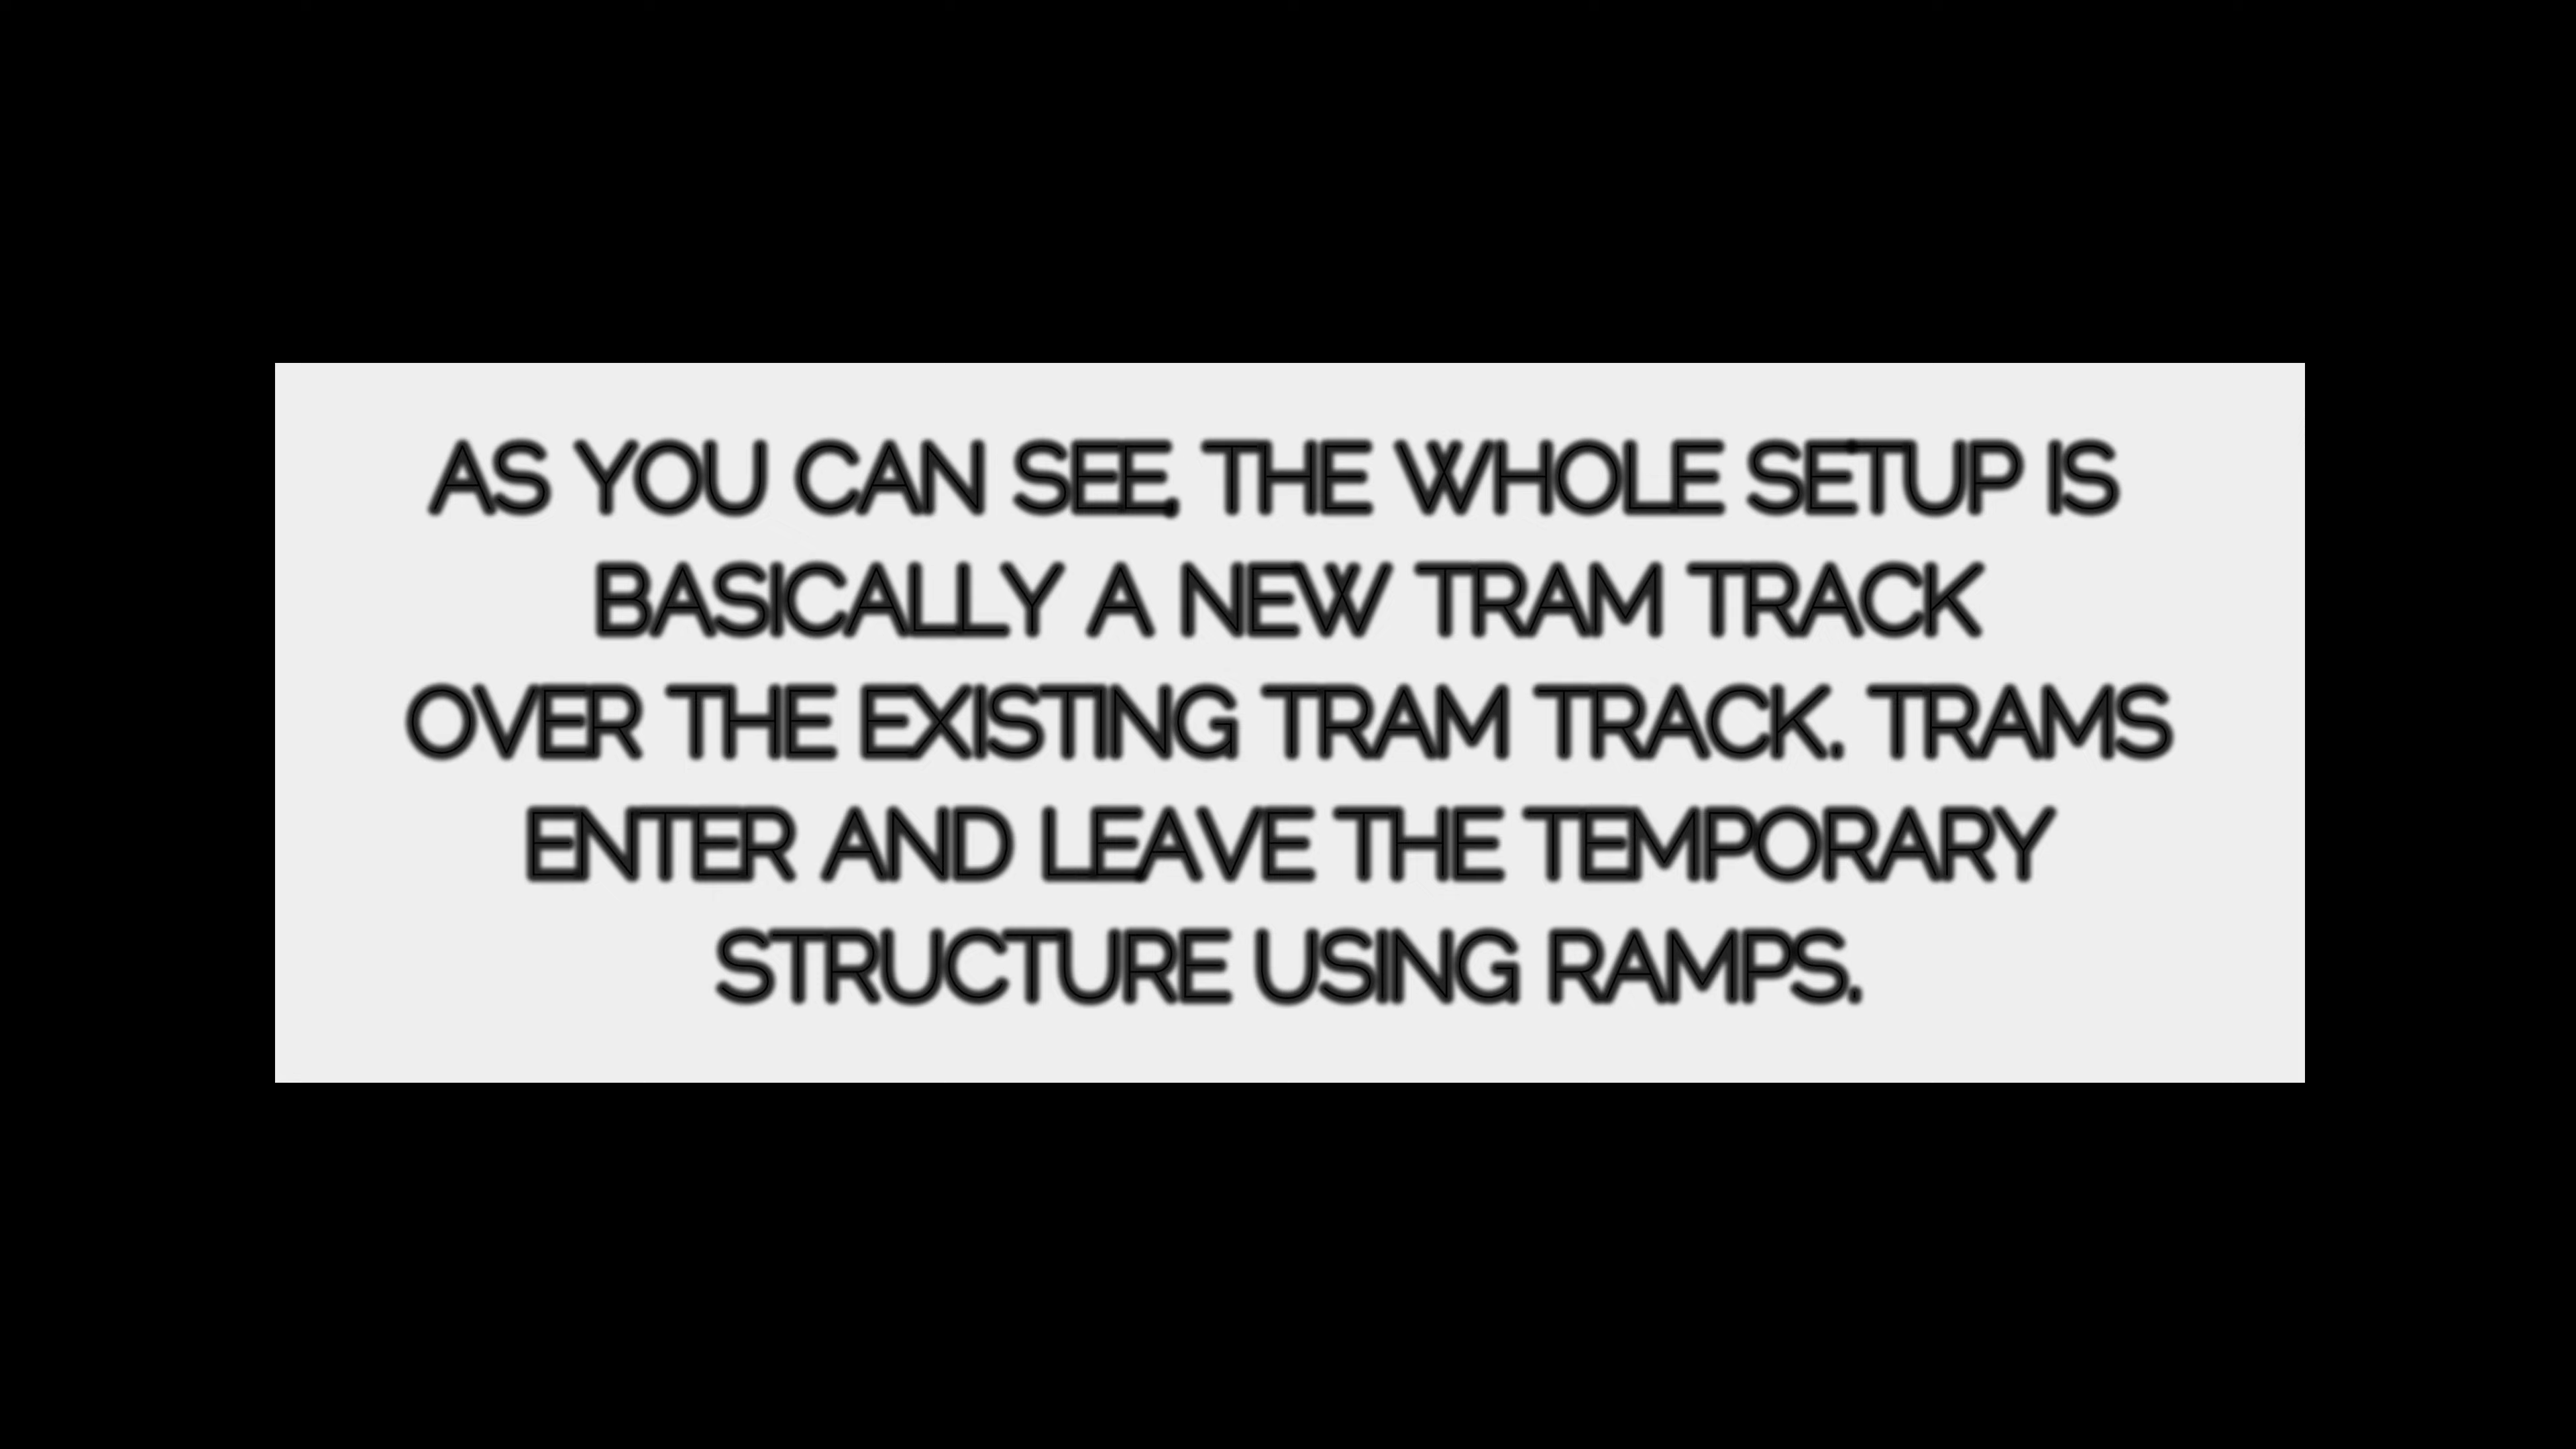 AS YOU CAN SEE, THE WHOLE SETUP IS
BASICALLY A NEW TRAM TRACK
OVER THE EXISTING TRAM TRACK. TRAMS
ENTER AND LEAVE THE TEMPORARY
STRUCTURE USING RAMPS.